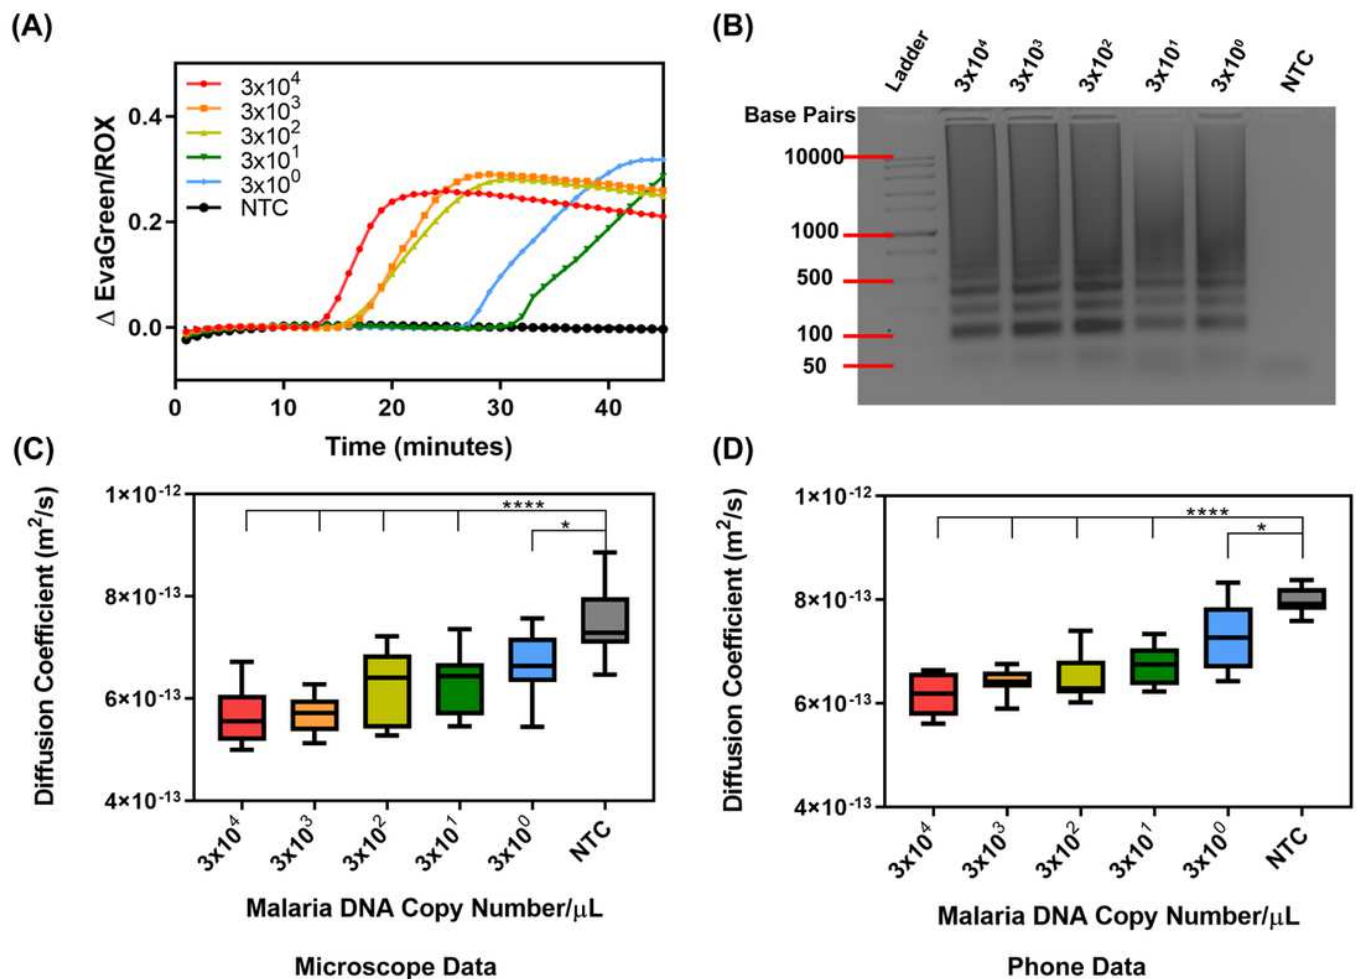 (A)
Δ EvaGreen/ROX
0.4
0.2
0.0
3x10⁴
3x10³
3x10²
3x10¹
3x10⁰
NTC
0 10 20 30 40
Time (minutes)
(B)
Ladder 3x10⁴ 3x10³ 3x10² 3x10¹ 3x10⁰ NTC
Base Pairs
10000
1000
500
100
50
(C)
Diffusion Coefficient (m²/s)
1×10⁻¹²
8×10⁻¹³
6×10⁻¹³
4×10⁻¹³
****
*
3x10⁴ 3x10³ 3x10² 3x10¹ 3x10⁰ NTC
Malaria DNA Copy Number/μL
Microscope Data
(D)
Diffusion Coefficient (m²/s)
1×10⁻¹²
8×10⁻¹³
6×10⁻¹³
4×10⁻¹³
****
*
3x10⁴ 3x10³ 3x10² 3x10¹ 3x10⁰ NTC
Malaria DNA Copy Number/μL
Phone Data